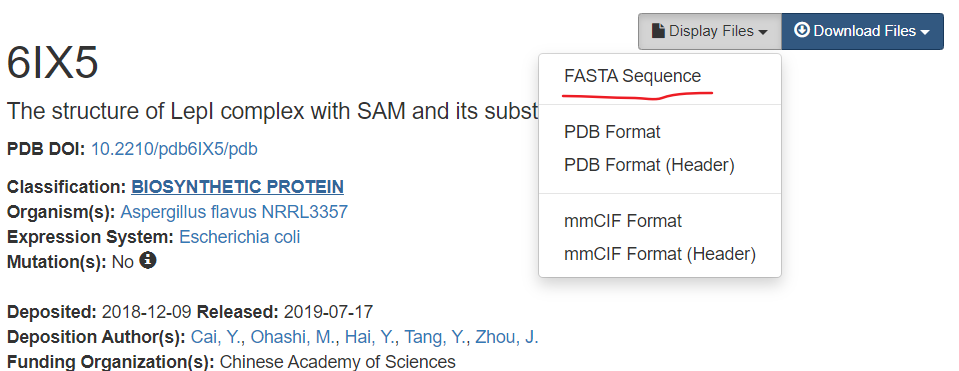 Display Files
Download Files
6IX5
FASTA Sequence
The structure of LepI complex with SAM and its subst
PDB Format
PDB DOI: 10.2210/pdb6IX5/pdb
PDB Format (Header)
Classification: BIOSYNTHETIC PROTEIN
Organism(s): Aspergillus flavus NRRL3357
mmCIF Format
Expression System: Escherichia coli
mmCIF Format (Header)
Mutation(s): No
Deposited: 2018-12-09 Released: 2019-07-17
Deposition Author(s): Cai, Y., Ohashi, M., Hai, Y., Tang, Y., Zhou, J.
Funding Organization(s): Chinese Academy of Sciences